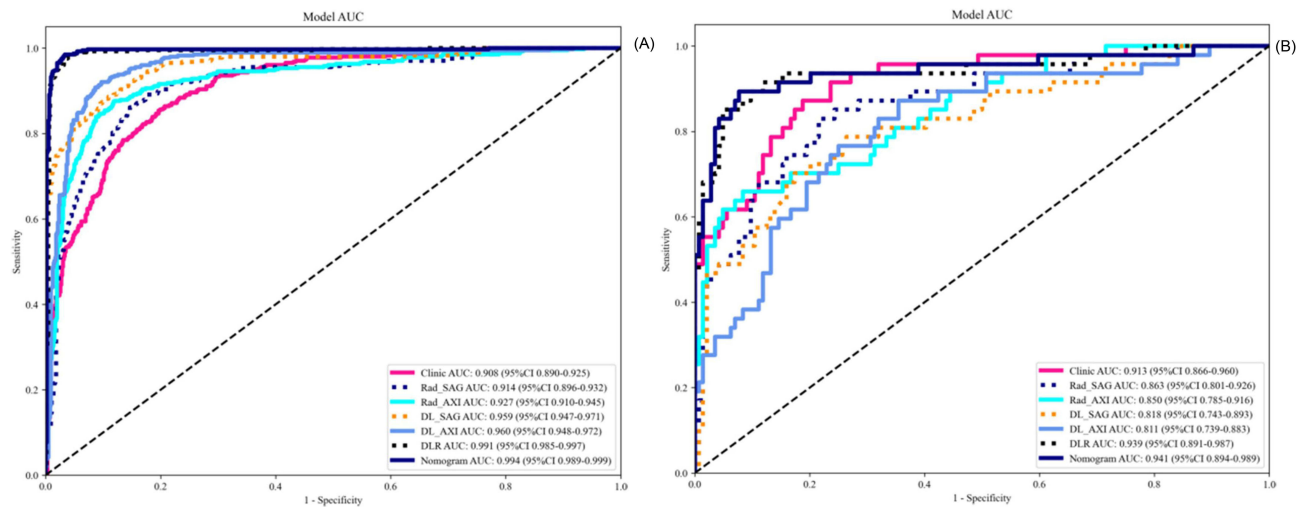 Model AUC
(A)
1.0
0.8
0.6
0.4
0.2
0.0
Sensitivity
0.0
0.2
0.4
0.6
0.8
1.0
1 - Specificity
Clinic AUC: 0.908 (95%CI 0.890-0.925)
Rad_SAG AUC: 0.914 (95%CI 0.896-0.932)
Rad_AXI AUC: 0.927 (95%CI 0.910-0.945)
DL_SAG AUC: 0.959 (95%CI 0.947-0.971)
DL_AXI AUC: 0.960 (95%CI 0.948-0.972)
DLR AUC: 0.991 (95%CI 0.985-0.997)
Nomogram AUC: 0.994 (95%CI 0.989-0.999)
Model AUC
(B)
1.0
0.8
0.6
0.4
0.2
0.0
Sensitivity
0.0
0.2
0.4
0.6
0.8
1.0
1 - Specificity
Clinic AUC: 0.913 (95%CI 0.866-0.960)
Rad_SAG AUC: 0.863 (95%CI 0.801-0.926)
Rad_AXI AUC: 0.850 (95%CI 0.785-0.916)
DL_SAG AUC: 0.818 (95%CI 0.743-0.893)
DL_AXI AUC: 0.811 (95%CI 0.739-0.883)
DLR AUC: 0.939 (95%CI 0.891-0.987)
Nomogram AUC: 0.941 (95%CI 0.894-0.989)